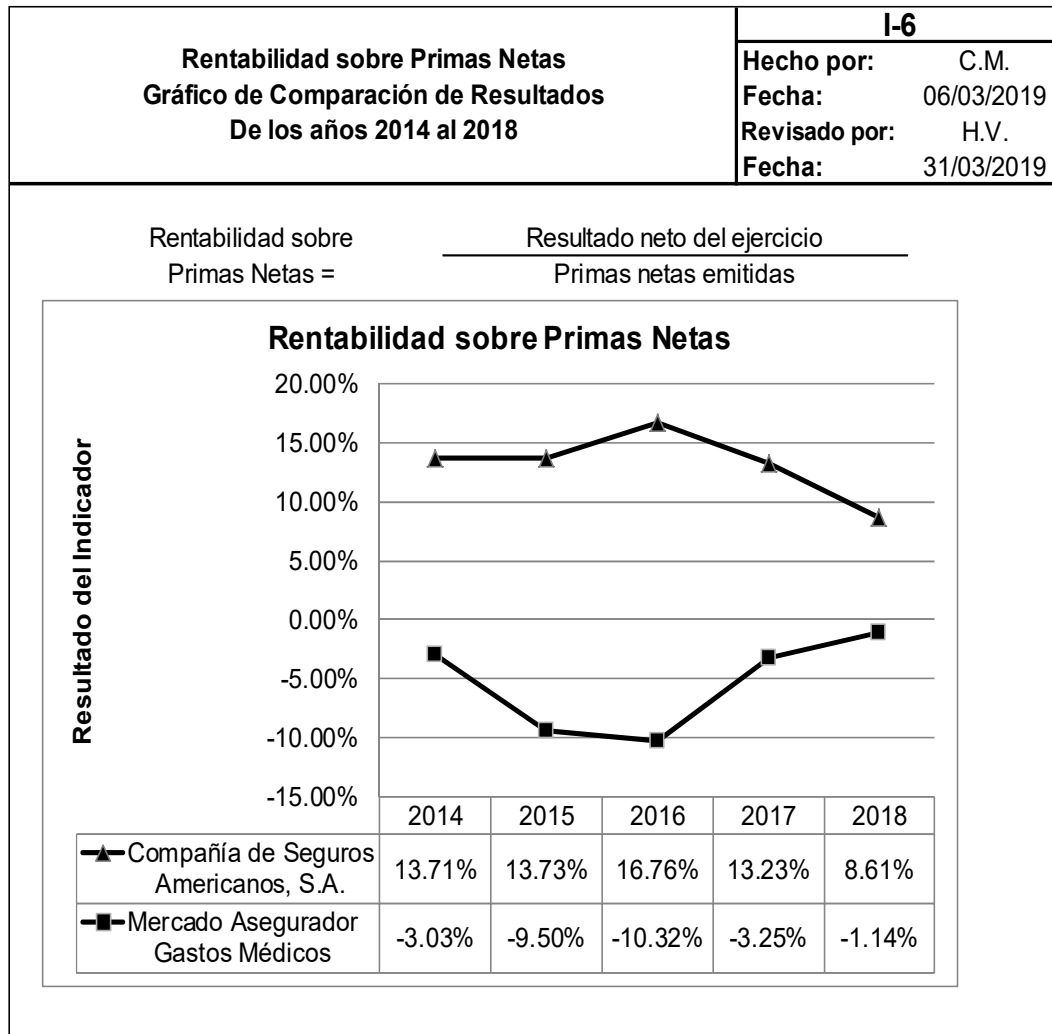 I-6
Rentabilidad sobre Primas Netas
Gráfico de Comparación de Resultados
De los años 2014 al 2018
Hecho por: C.M.
Fecha: 06/03/2019
Revisado por: H.V.
Fecha: 31/03/2019
Rentabilidad sobre
Primas Netas =
Resultado neto del ejercicio
Primas netas emitidas
Rentabilidad sobre Primas Netas
Resultado del Indicador
20.00%
15.00%
10.00%
5.00%
0.00%
-5.00%
-10.00%
-15.00%
2014 2015 2016 2017 2018
Compañía de Seguros
Americanos, S.A.
13.71% 13.73% 16.76% 13.23% 8.61%
Mercado Asegurador
Gastos Médicos
-3.03% -9.50% -10.32% -3.25% -1.14%